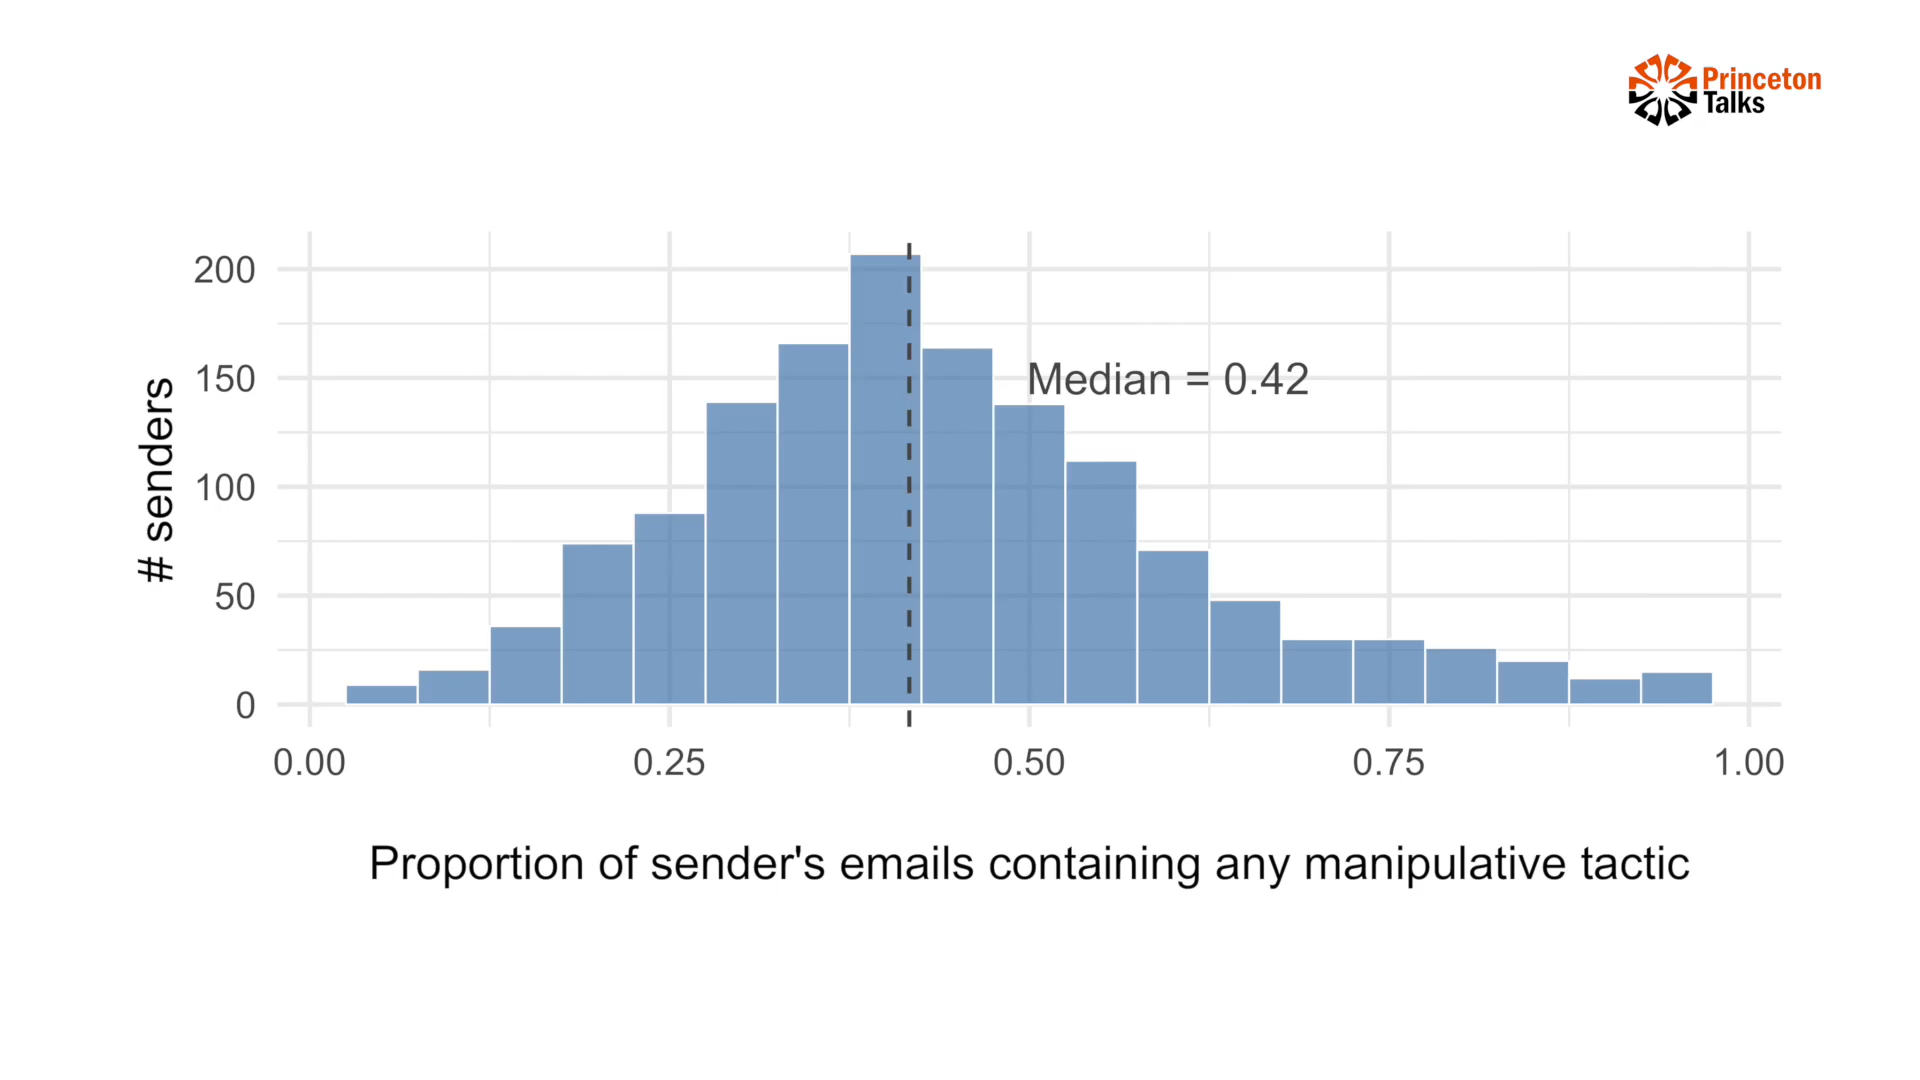 Princeton
Talks
200
150
100
50
0
# senders
Median = 0.42
0.00 0.25 0.50 0.75 1.00
Proportion of sender's emails containing any manipulative tactic